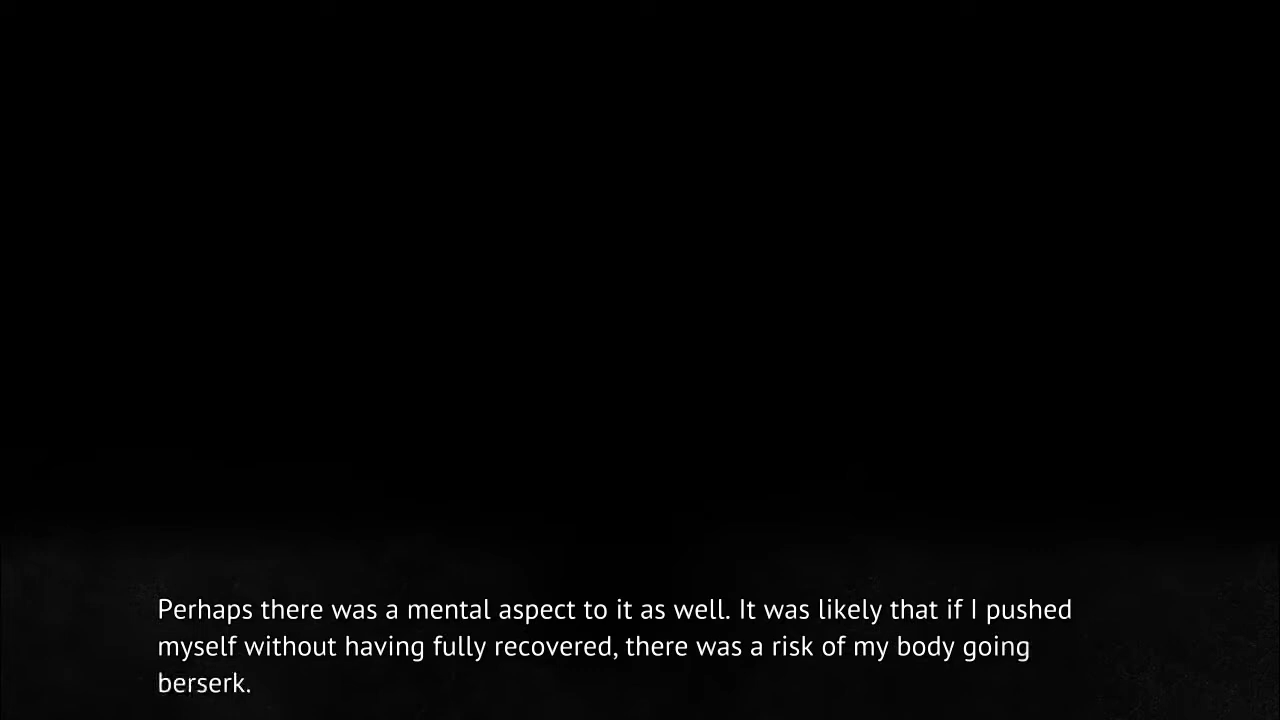 Perhaps there was a mental aspect to it as well. It was likely that if I pushed
myself without having fully recovered, there was a risk of my body going
berserk.